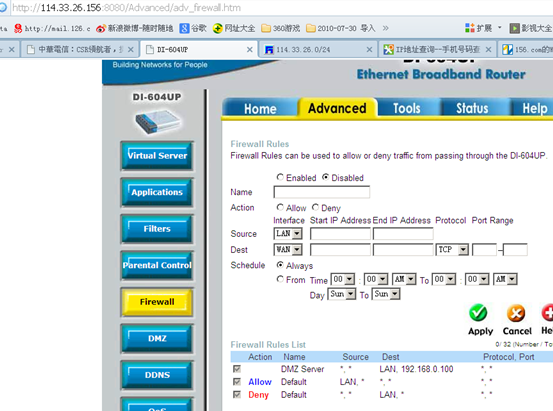 http://114.33.26.156:8080/Advanced/adv_firewall.htm
http://mail.126.c 新浪微博-随时随地 谷歌 网址大全 360游戏 2010-07-30 导入 » 扩展 影视大全
中華電信：CSR領航者， DI-604UP 114.33.26.0/24 IP地址查询--手机号码查 156.com的
Building Networks for People
DI-604UP
Ethernet Broadband Router
DI-604UP
Home Advanced Tools Status Help
Virtual Server
Applications
Filters
Parental Control
Firewall
DMZ
DDNS
QoS
Firewall Rules
Firewall Rules can be used to allow or deny traffic from passing through the DI-604UP.
Enabled Disabled
Name
Action Allow Deny
Interface Start IP Address End IP Address Protocol Port Range
Source LAN
Dest WAN TCP -
Schedule Always
From Time 00 : 00 AM To 00 : 00 AM
Day Sun To Sun
Apply Cancel He
0/ 32 (Number / To
Firewall Rules List
Action Name Source Dest Protocol, Port
DMZ Server *, * LAN, 192.168.0.100 *, *
Allow Default LAN, * *, * *, *
Deny Default *, * LAN, * *, *